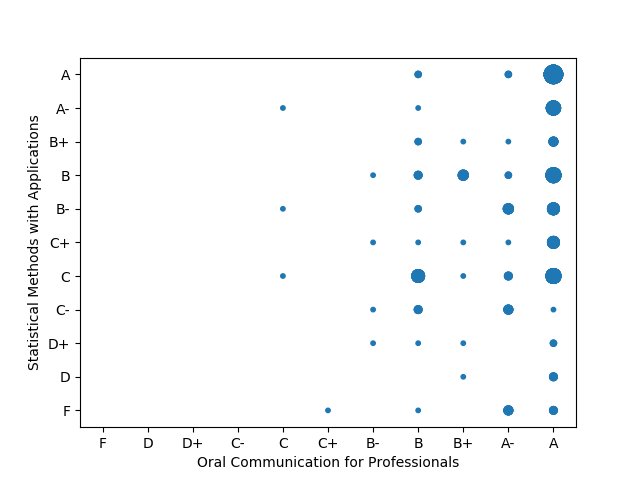 Statistical Methods with Applications
A
A-
B+
B
B-
C+
C
C-
D+
D
F
F D D+ C- C C+ B- B B+ A- A
Oral Communication for Professionals